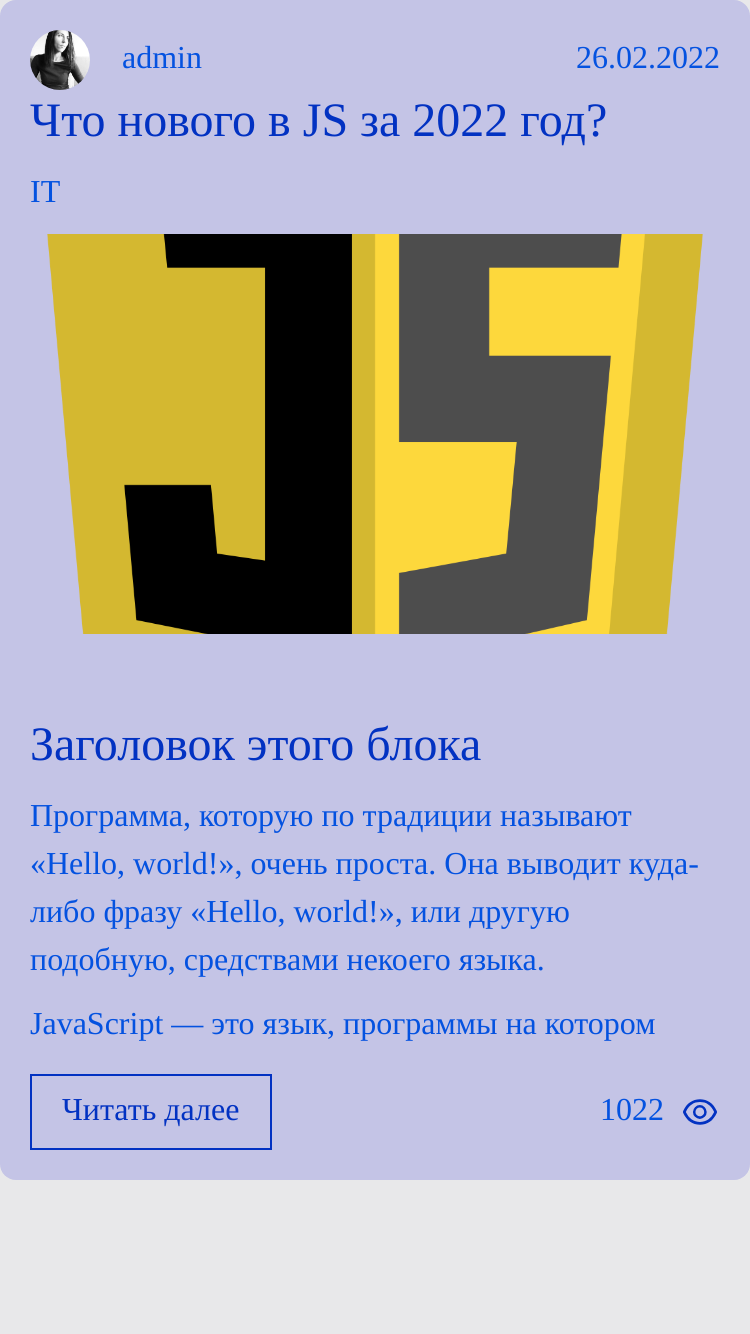 admin
26.02.2022
Что нового в JS за 2022 год?
IT
JS
Заголовок этого блока
Программа, которую по традиции называют
«Hello, world!», очень проста. Она выводит куда-
либо фразу «Hello, world!», или другую
подобную, средствами некоего языка.
JavaScript — это язык, программы на котором
Читать далее
1022